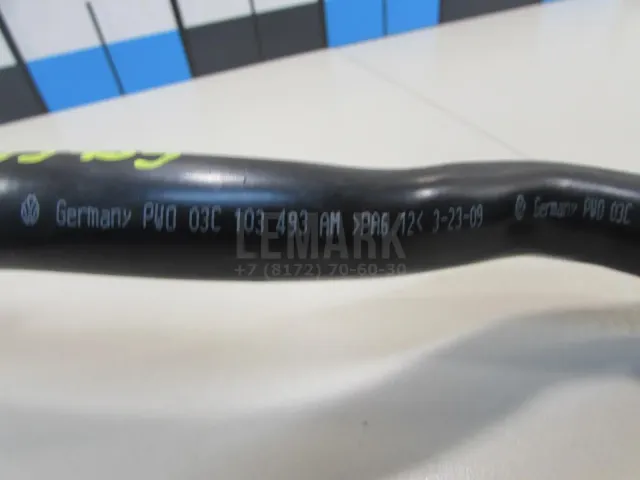 Germany PWO 03C 103 493 AM >PA6/12< 3-23-09 Germany PWO 03C
LEMARK
+7 (8172) 70-60-30